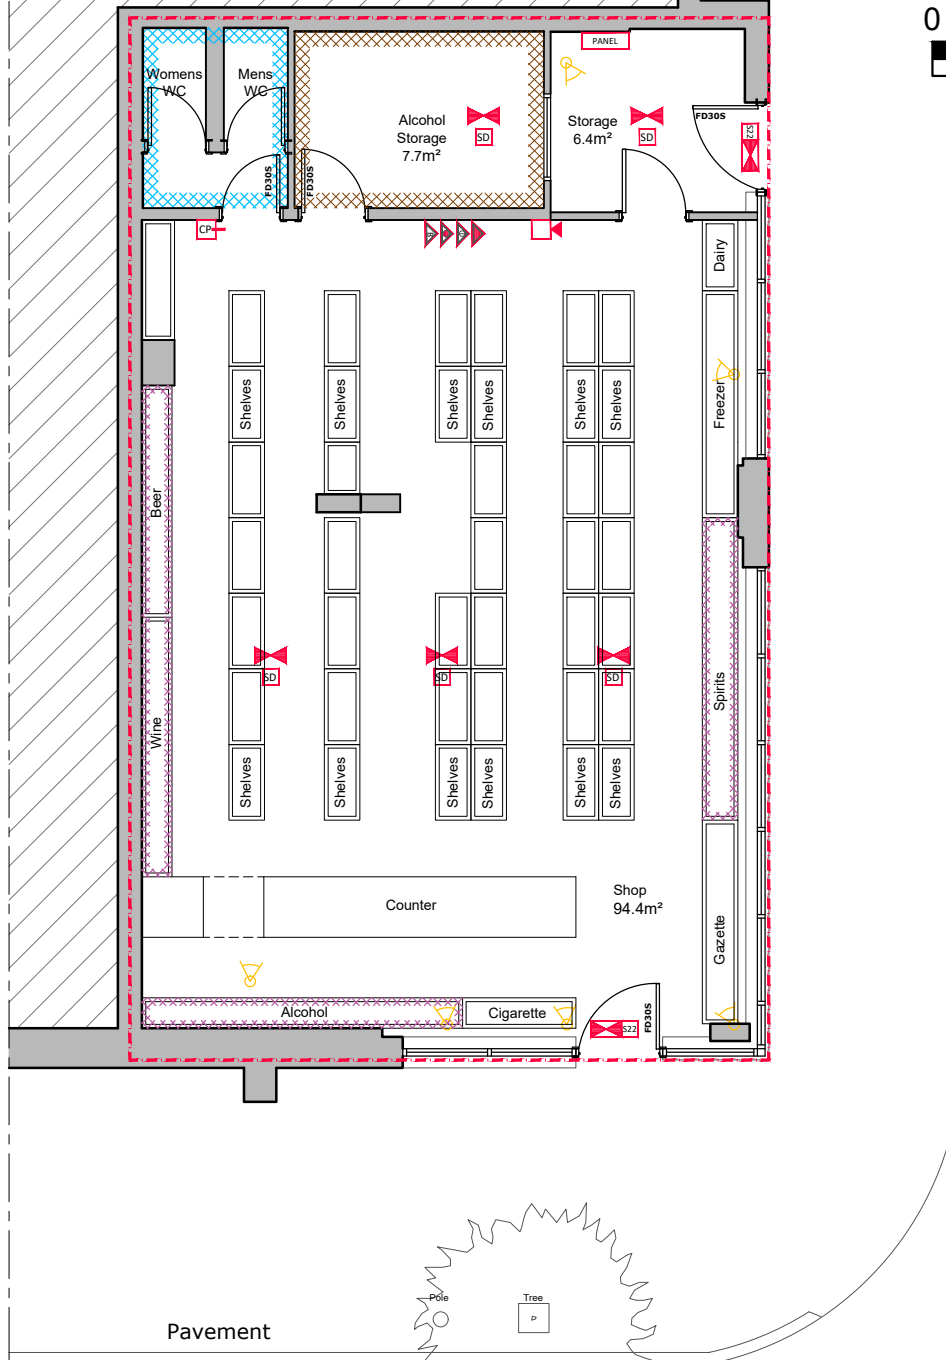 0
PANEL
Womens
WC
Mens
WC
Alcohol
Storage
7.7m²
SD
Storage
6.4m²
SD
FD30S
S22
FD30S
FD30S
CP
Dairy
Shelves
Shelves
Shelves
Shelves
Shelves
Shelves
Freezer
Beer
Spirits
SD
SD
SD
Wine
Shelves
Shelves
Shelves
Shelves
Shelves
Shelves
Shop
94.4m²
Counter
Gazette
Alcohol
Cigarette
S22
FD30S
Pole
Tree
P
Pavement